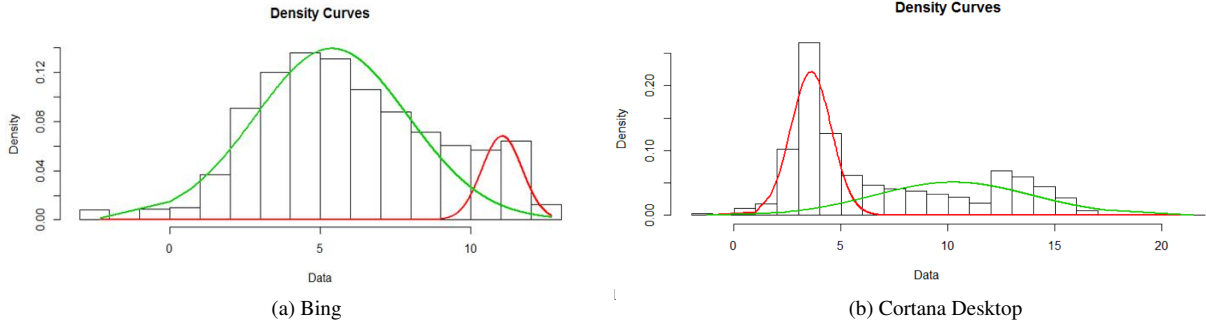 Density Curves
Density
0.00 0.04 0.08 0.12
0 5 10
Data
(a) Bing
Density Curves
Density
0.00 0.10 0.20
0 5 10 15 20
Data
(b) Cortana Desktop